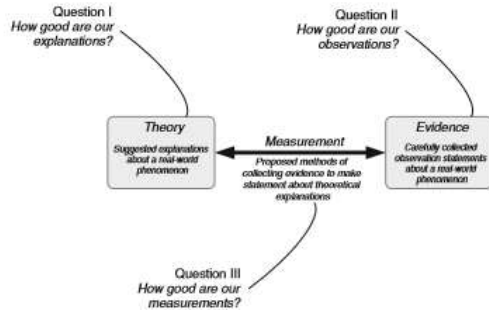 Question I
How good are our
explanations?
Question II
How good are our
observations?
Theory
Suggested explanations
about a real-world
phenomenon
Measurement
Proposed methods of
collecting evidence to make
statement about theoretical
explanations
Evidence
Carefully collected
observation statements
about a real-world
phenomenon
Question III
How good are our
measurements?